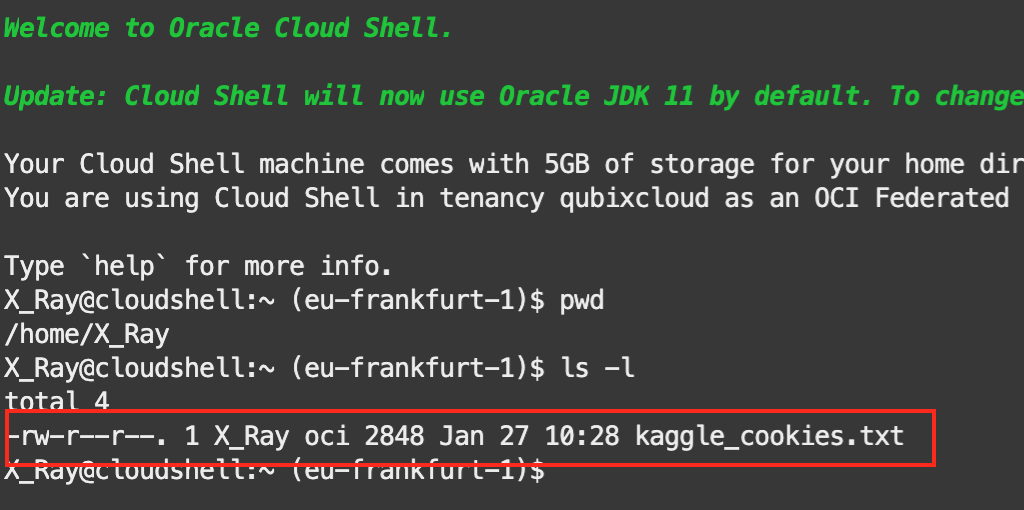 Welcome to Oracle Cloud Shell.
Update: Cloud Shell will now use Oracle JDK 11 by default. To change
Your Cloud Shell machine comes with 5GB of storage for your home dir
You are using Cloud Shell in tenancy qubixcloud as an OCI Federated
Type `help` for more info.
X_Ray@cloudshell:~ (eu-frankfurt-1)$ pwd
/home/X_Ray
X_Ray@cloudshell:~ (eu-frankfurt-1)$ ls -l
total 4
-rw-r--r--. 1 X_Ray oci 2848 Jan 27 10:28 kaggle_cookies.txt
X_Ray@cloudshell:~ (eu-frankfurt-1)$